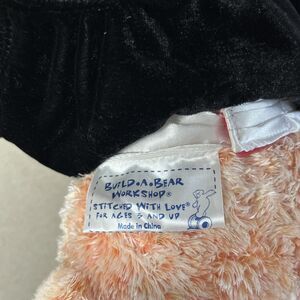 BUILD·A·BEAR
WORKSHOP®
STITCHED WITH LOVE®
FOR AGES 3 AND UP
Made in China